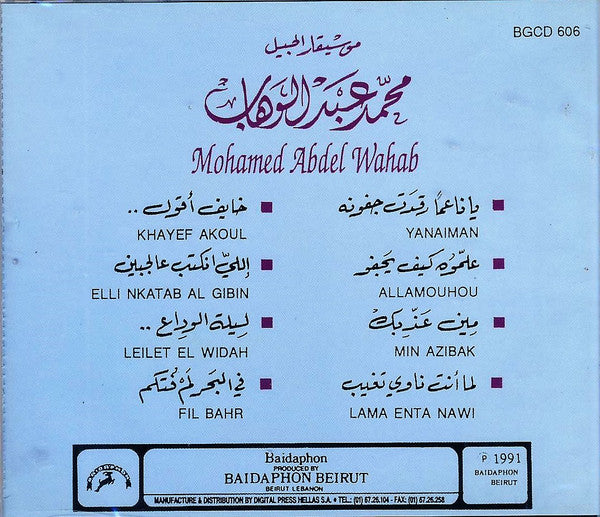 BGCD 606
موسيقار الجيل
محمد عبد الوهاب
Mohamed Abdel Wahab
يا ناعماً رقدت جفونه
YANAIMAN
علموه كيف يجفو
ALLAMOUHOU
مين عذبك
MIN AZIBAK
لما أنت ناوي تغيب
LAMA ENTA NAWI
خايف أقول ..
KHAYEF AKOUL
اللي انكتب عالجبين
ELLI NKATAB AL GIBIN
ليلة الوداع ..
LEILET EL WIDAH
في البحر لم فتكم
FIL BAHR
Baidaphon
PRODUCED BY
BAIDAPHON BEIRUT
BEIRUT LEBANON
MANUFACTURE & DISTRIBUTION BY DIGITAL PRESS HELLAS S.A. • TEL.: (01) 67.26.104 - FAX: (01) 67.26.258
℗ 1991
BAIDAPHON
BEIRUT